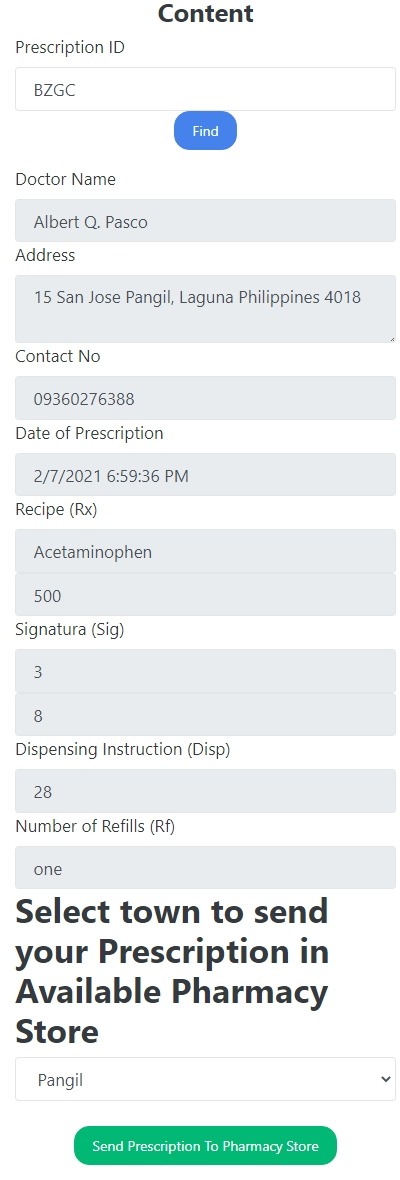 Content
Prescription ID
BZGC
Find
Doctor Name
Albert Q. Pasco
Address
15 San Jose Pangil, Laguna Philippines 4018
Contact No
09360276388
Date of Prescription
2/7/2021 6:59:36 PM
Recipe (Rx)
Acetaminophen
500
Signatura (Sig)
3
8
Dispensing Instruction (Disp)
28
Number of Refills (Rf)
one
Select town to send
your Prescription in
Available Pharmacy
Store
Pangil
Send Prescription To Pharmacy Store